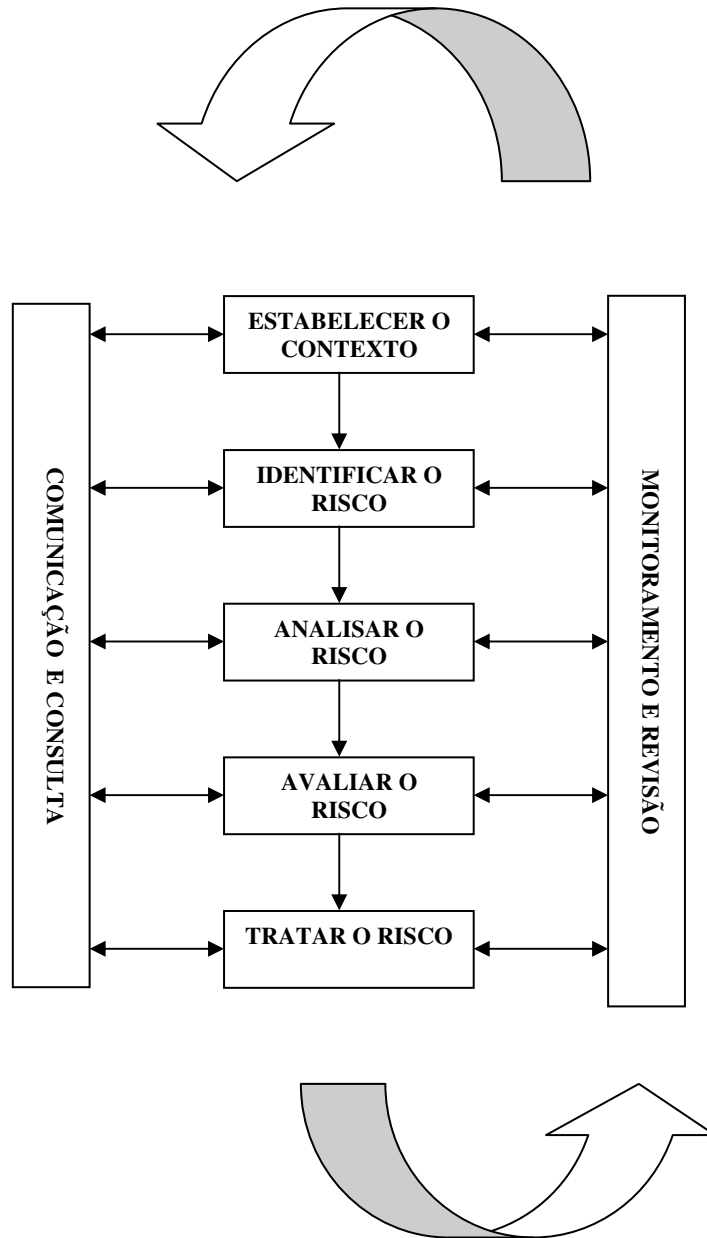 ESTABELECER O
CONTEXTO
IDENTIFICAR O
RISCO
ANALISAR O
RISCO
AVALIAR O
RISCO
TRATAR O RISCO
COMUNICAÇÃO E CONSULTA
MONITORAMENTO E REVISÃO